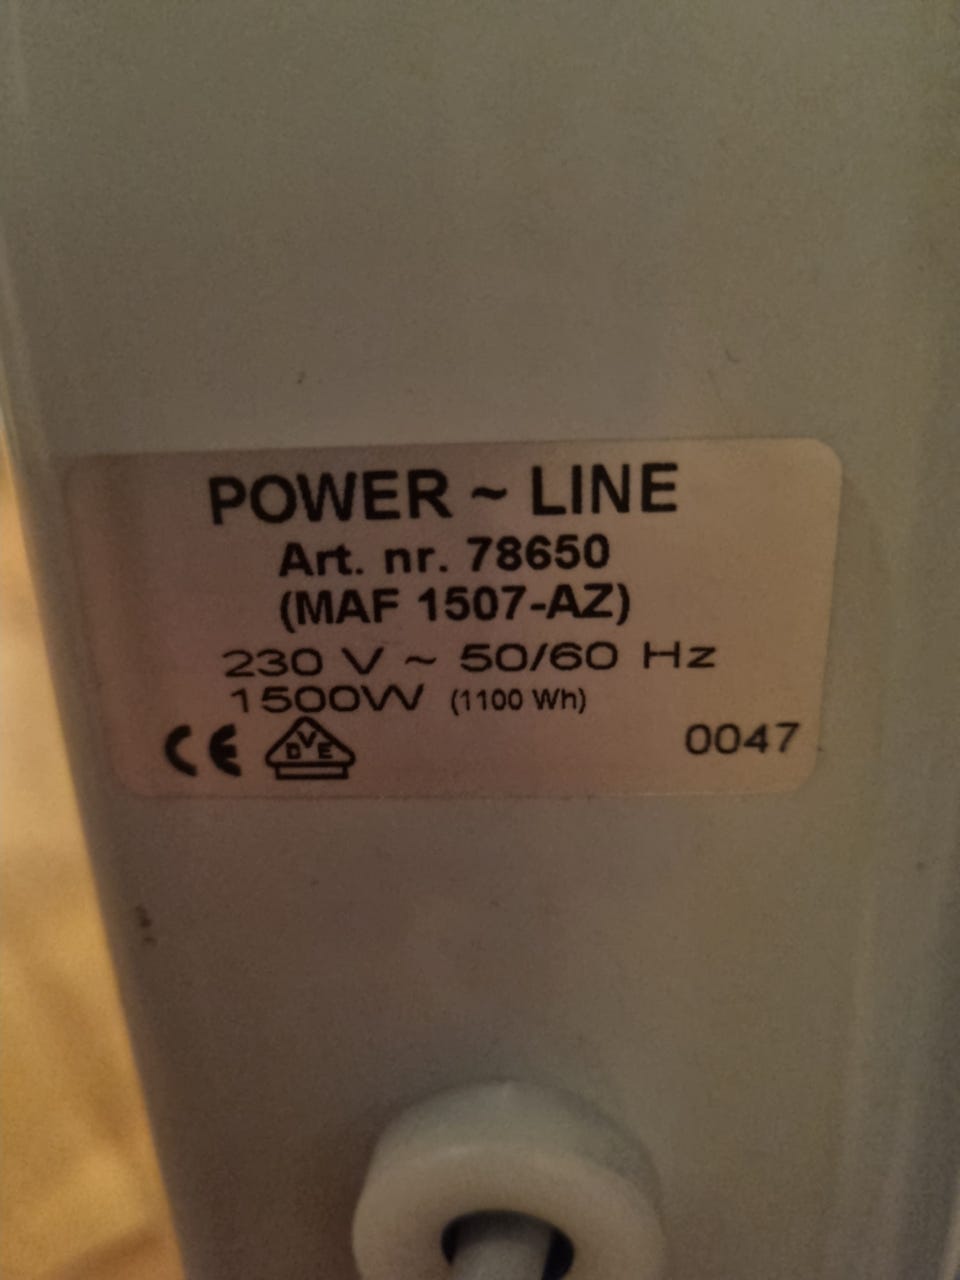 POWER ~ LINE
Art. nr. 78650
(MAF 1507-AZ)
230 V ~ 50/60 Hz
1500W (1100 Wh)
CE DVE 0047